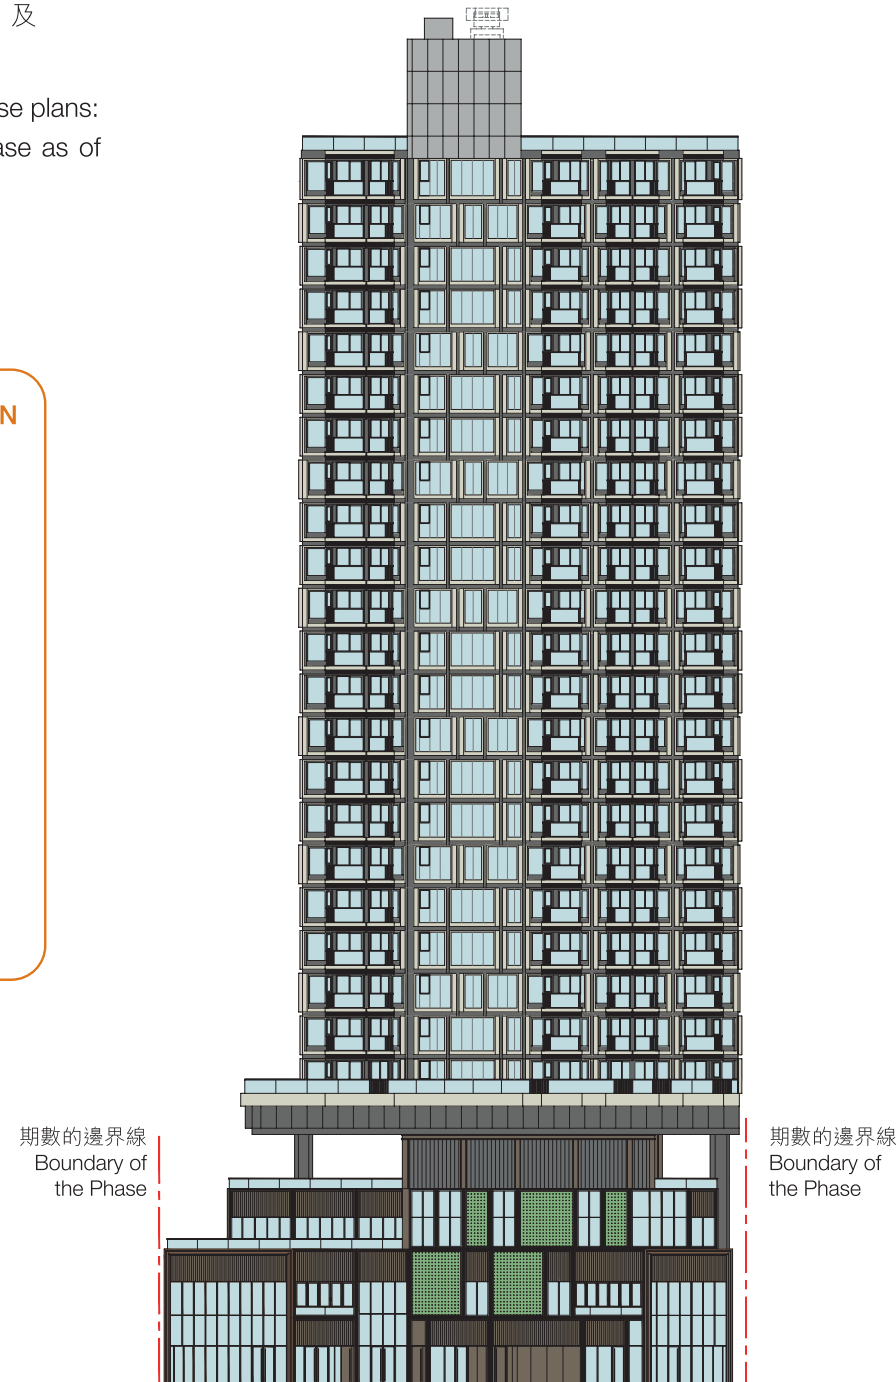 及
se plans:
ase as of
N
期數的邊界線
Boundary of
the Phase
期數的邊界線
Boundary of
the Phase